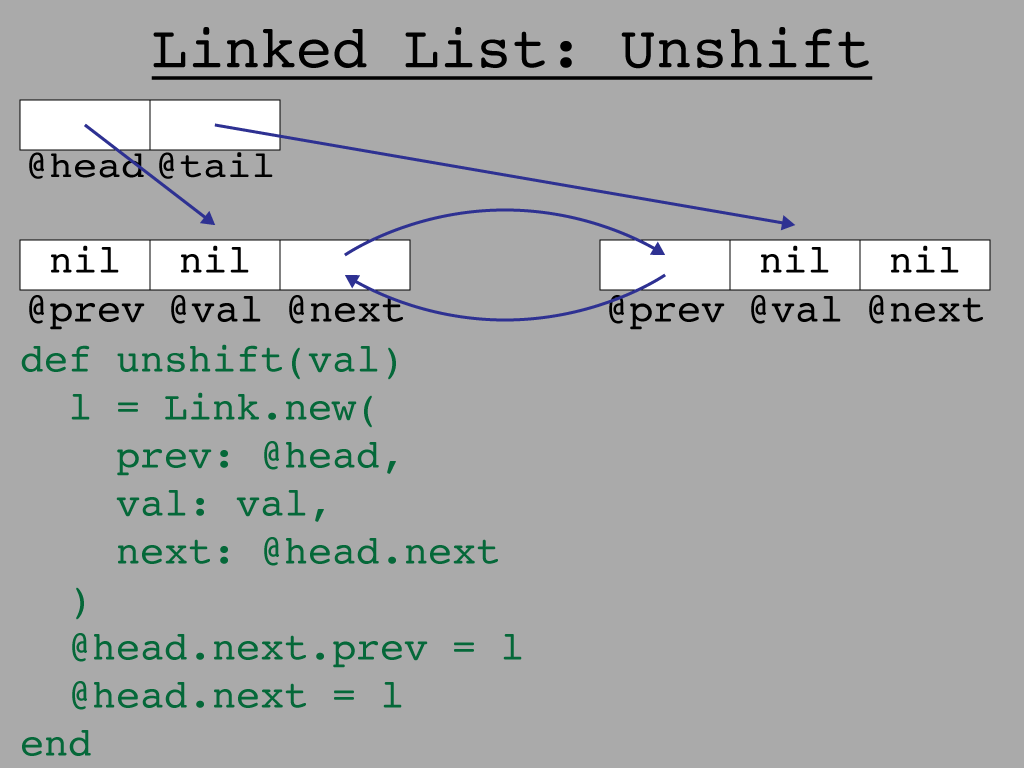 Linked List: Unshift
@head @tail
nil nil nil nil
@prev @val @next @prev @val @next
def unshift(val)
  l = Link.new(
    prev: @head,
    val: val,
    next: @head.next
  )
  @head.next.prev = l
  @head.next = l
end